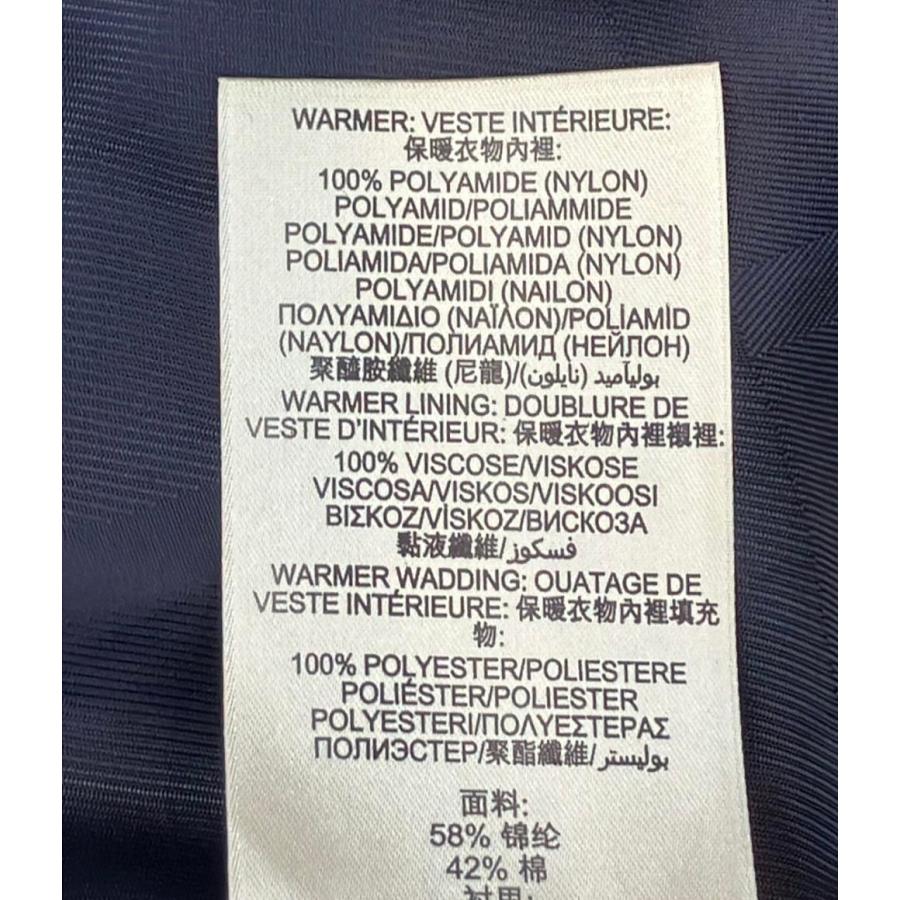 WARMER: VESTE INTÉRIEURE:
保暖衣物內裡:
100% POLYAMIDE (NYLON)
POLYAMID/POLIAMMIDE
POLYAMIDE/POLYAMID (NYLON)
POLIAMIDA/POLIAMIDA (NYLON)
POLYAMIDI (NAILON)
ΠΟΛΥΑΜΙΔΙΟ (ΝΑΪΛΟΝ)/POLİAMİD
(NAYLON)/ПОЛИАМИД (НЕЙЛОН)
聚醯胺纖維 (尼龍)/بوليآميد (نايلون)
WARMER LINING: DOUBLURE DE
VESTE D'INTÉRIEUR: 保暖衣物內裡襯裡:
100% VISCOSE/VISKOSE
VISCOSA/VISKOS/VISKOOSI
ΒΙΣΚΟΖ/VİSKOZ/ВИСКОЗА
黏液纖維/فسكوز
WARMER WADDING: OUATAGE DE
VESTE INTÉRIEURE: 保暖衣物內裡填充
物:
100% POLYESTER/POLIESTERE
POLIÉSTER/POLIESTER
POLYESTERI/ΠΟΛΥΕΣΤΕΡΑΣ
ПОЛИЭСТЕР/聚酯纖維/بوليستر
面料:
58% 锦纶
42% 棉